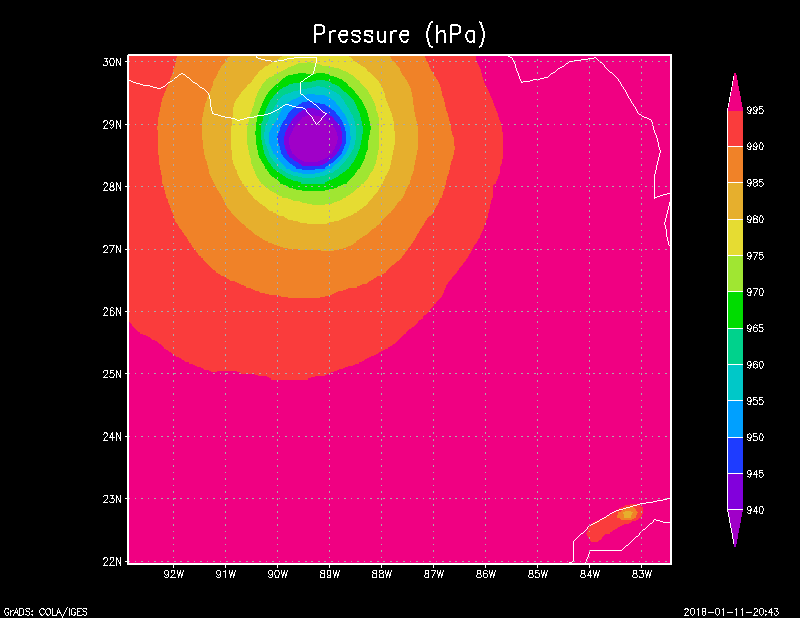 Pressure (hPa)
30N
29N
28N
27N
26N
25N
24N
23N
22N
92W 91W 90W 89W 88W 87W 86W 85W 84W 83W
995
990
985
980
975
970
965
960
955
950
945
940
GrADS: COLA/IGES
2018-01-11-20:43